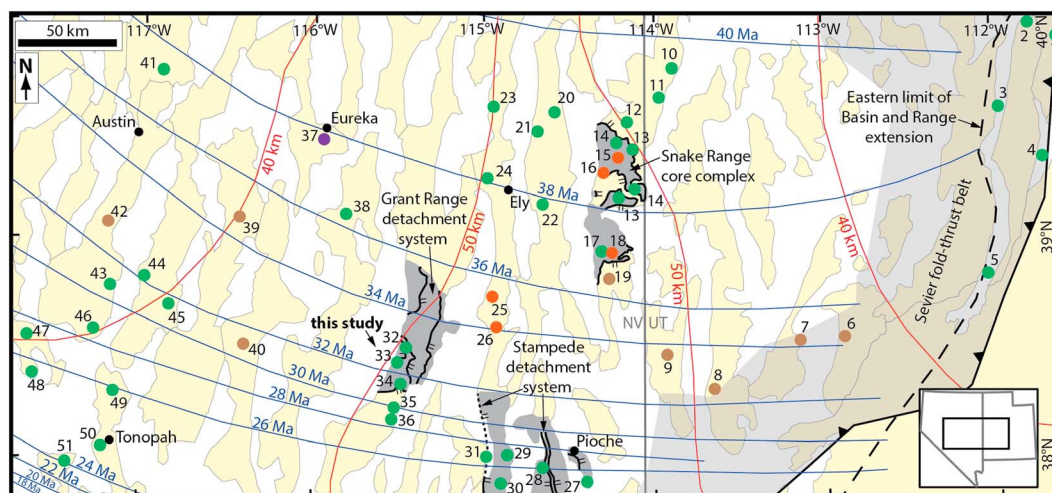 50 km
N
117°W
116°W
115°W
114°W
113°W
112°W
40°N
39°N
38°N
40 Ma
38 Ma
36 Ma
34 Ma
32 Ma
30 Ma
28 Ma
26 Ma
24 Ma
22 Ma
20 Ma
18 Ma
40 km
50 km
50 km
40 km
Austin
Eureka
Ely
Tonopah
Pioche
Grant Range
detachment
system
this study
Stampede
detachment
system
Snake Range
core complex
Eastern limit of
Basin and Range
extension
Sevier fold-thrust belt
NV UT
2
3
4
5
6
7
8
9
10
11
12
13
14
15
16
13
14
17
18
19
20
21
22
23
24
25
26
27
28
29
30
31
32
33
34
35
36
37
38
39
40
41
42
43
44
45
46
47
48
49
50
51